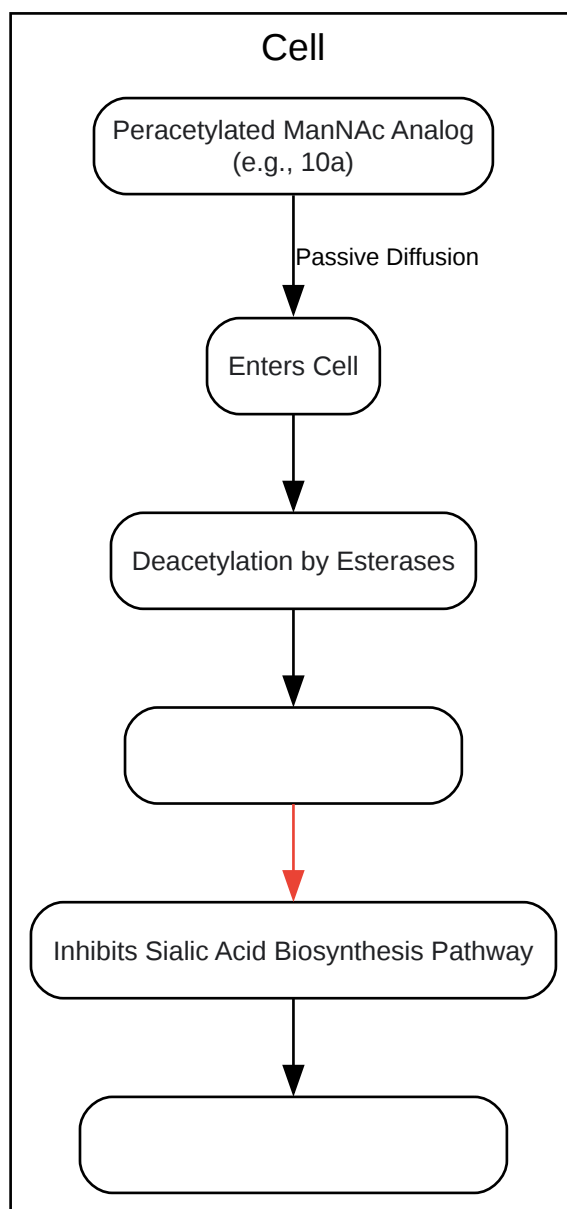 Cell
Peracetylated ManNAc Analog
(e.g., 10a)
Passive Diffusion
Enters Cell
Deacetylation by Esterases
Inhibits Sialic Acid Biosynthesis Pathway